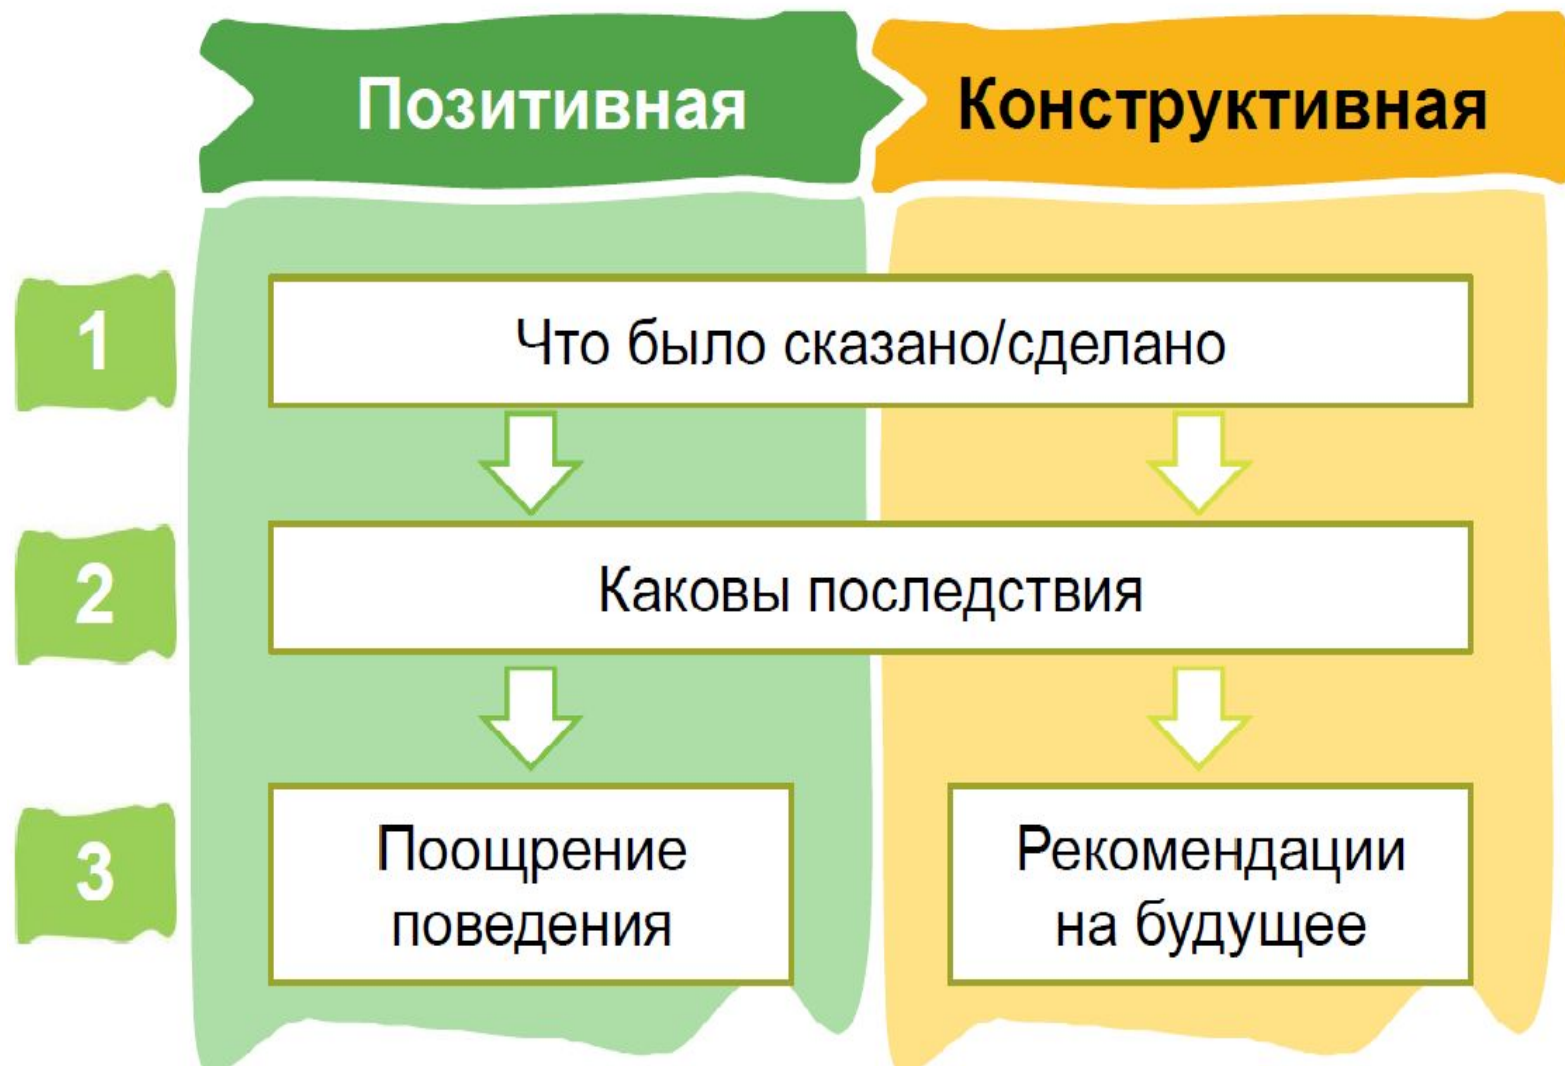 Позитивная
Конструктивная
1
Что было сказано/сделано
2
Каковы последствия
3
Поощрение
поведения
Рекомендации
на будущее